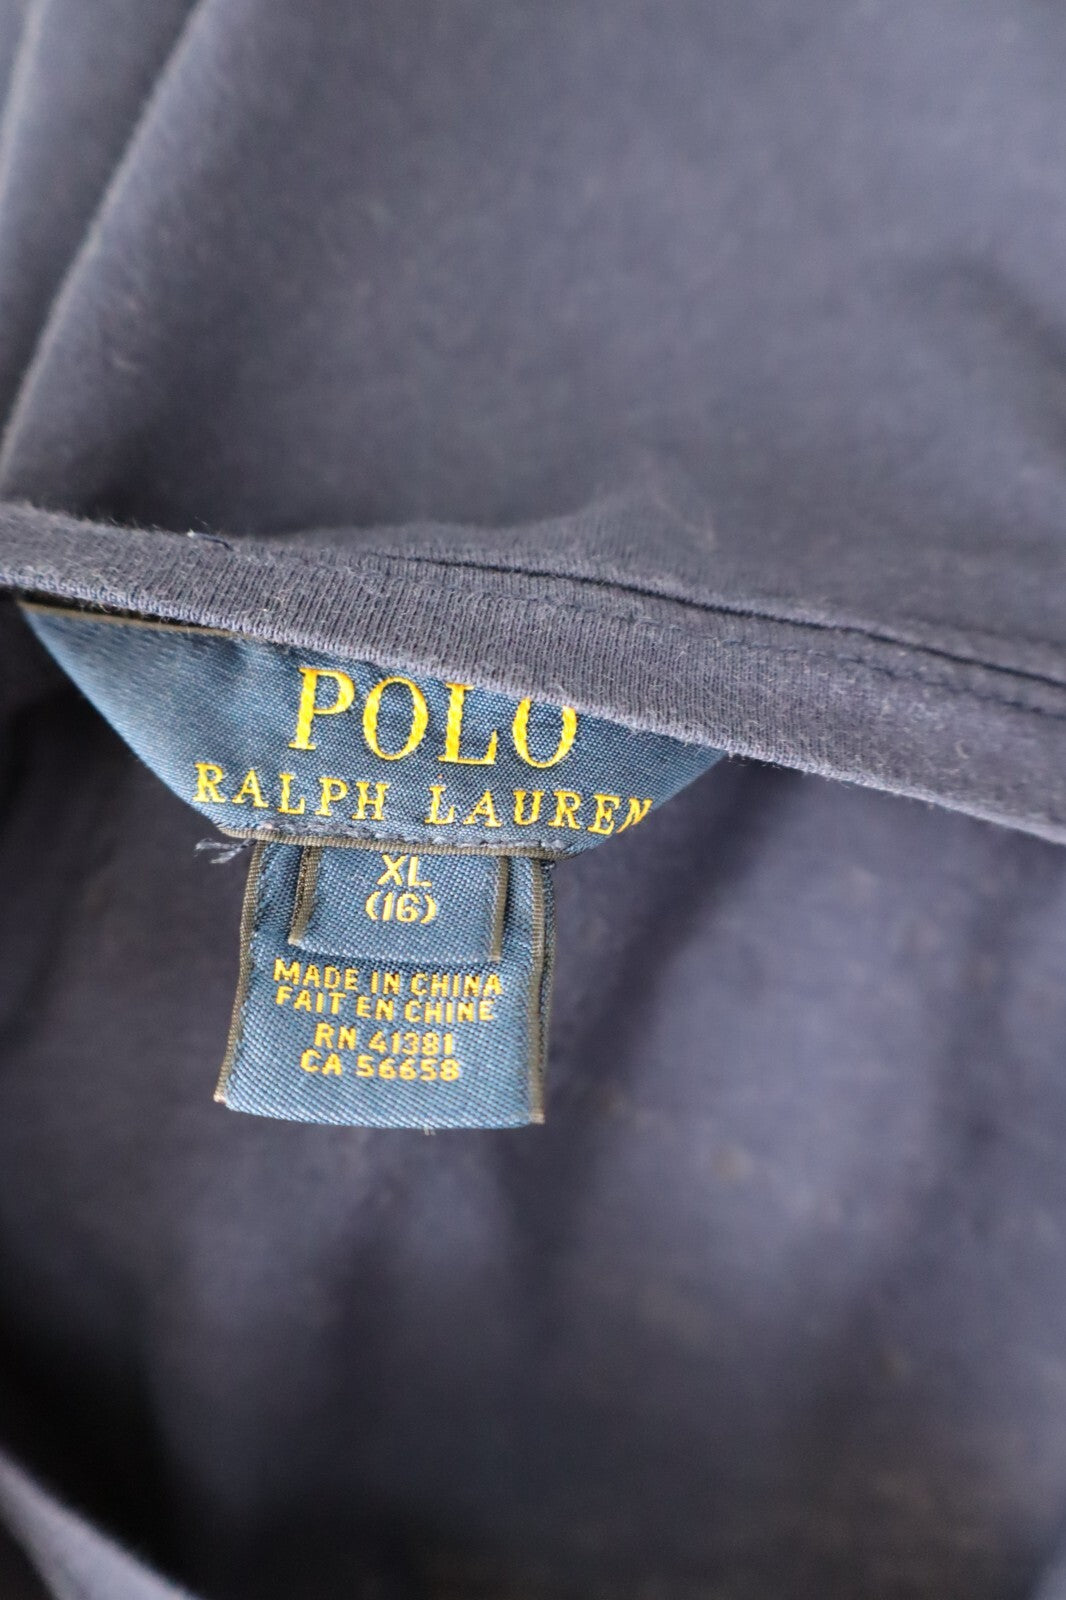 POLO
RALPH LAUREN
XL
(16)
MADE IN CHINA
FAIT EN CHINE
RN 41381
CA 56658